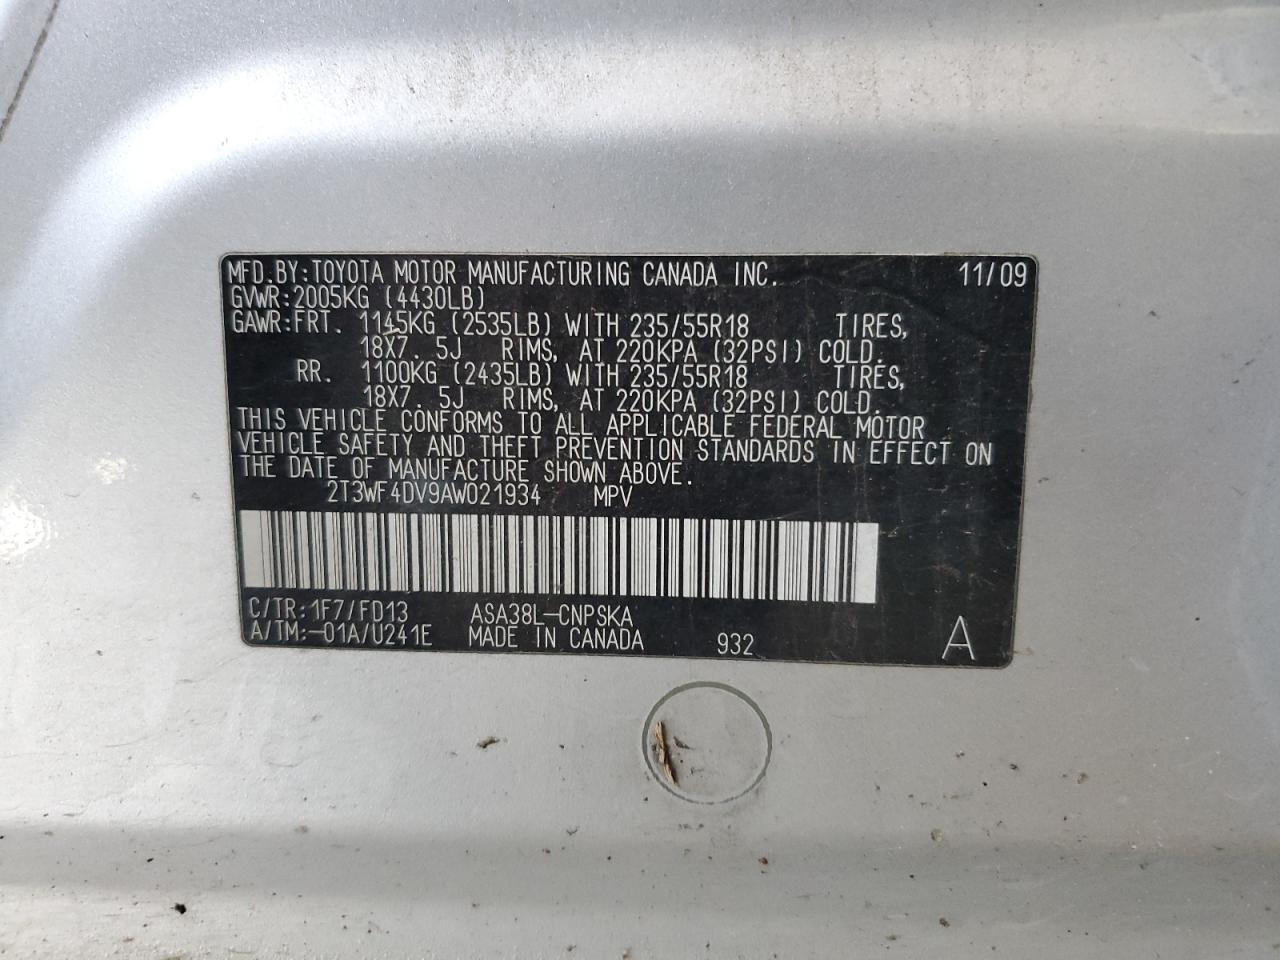 MFD.BY:TOYOTA MOTOR MANUFACTURING CANADA INC. 11/09
GVWR:2005KG (4430LB)
GAWR:FRT. 1145KG (2535LB) WITH 235/55R18 TIRES,
18X7. 5J RIMS, AT 220KPA (32PSI) COLD.
RR. 1100KG (2435LB) WITH 235/55R18 TIRES,
18X7. 5J RIMS, AT 220KPA (32PSI) COLD.
THIS VEHICLE CONFORMS TO ALL APPLICABLE FEDERAL MOTOR
VEHICLE SAFETY AND THEFT PREVENTION STANDARDS IN EFFECT ON
THE DATE OF MANUFACTURE SHOWN ABOVE.
2T3WF4DV9AW021934 MPV
C/TR:1F7/FD13 ASA38L-CNPSKA
A/TM:-01A/U241E MADE IN CANADA 932 A